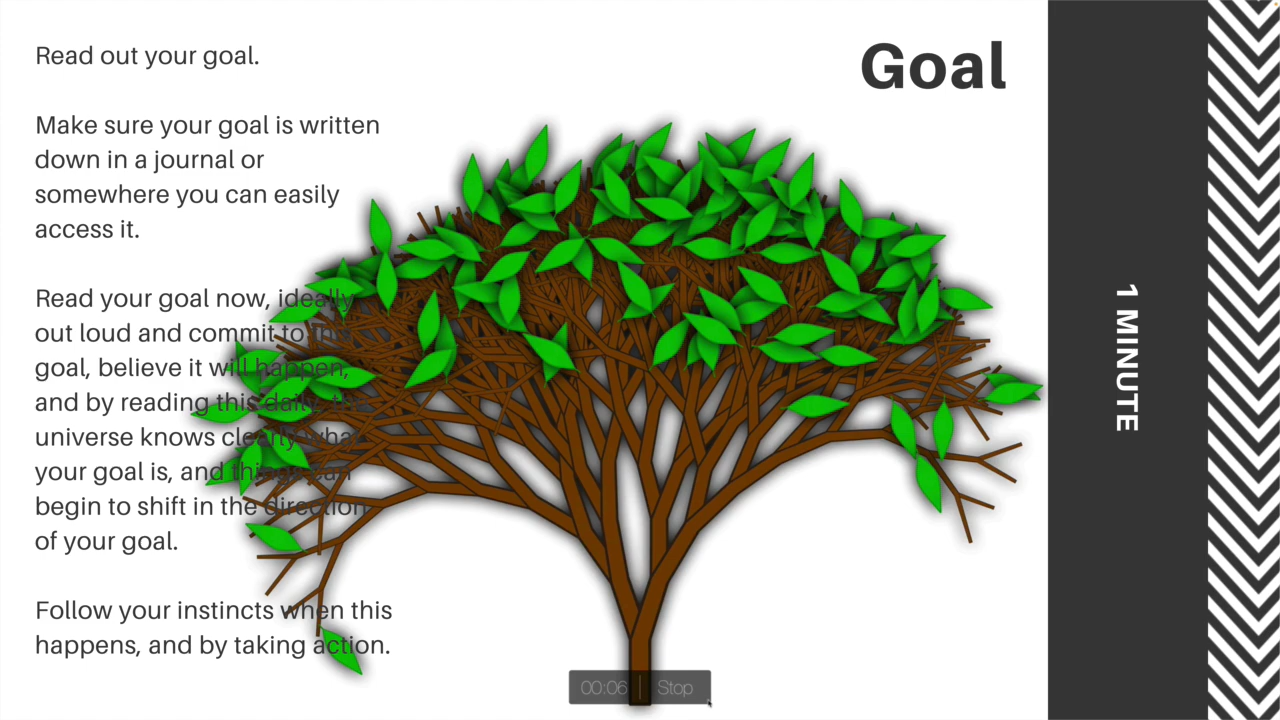 Goal
Read out your goal.
Make sure your goal is written
down in a journal or
somewhere you can easily
access it.
Read your goal now, ideally
out loud and commit to this
goal, believe it will happen,
and by reading this daily, the
universe knows clearly what
your goal is, and things can
begin to shift in the direction
of your goal.
Follow your instincts when this
happens, and by taking action.
1 MINUTE
00:06 Stop